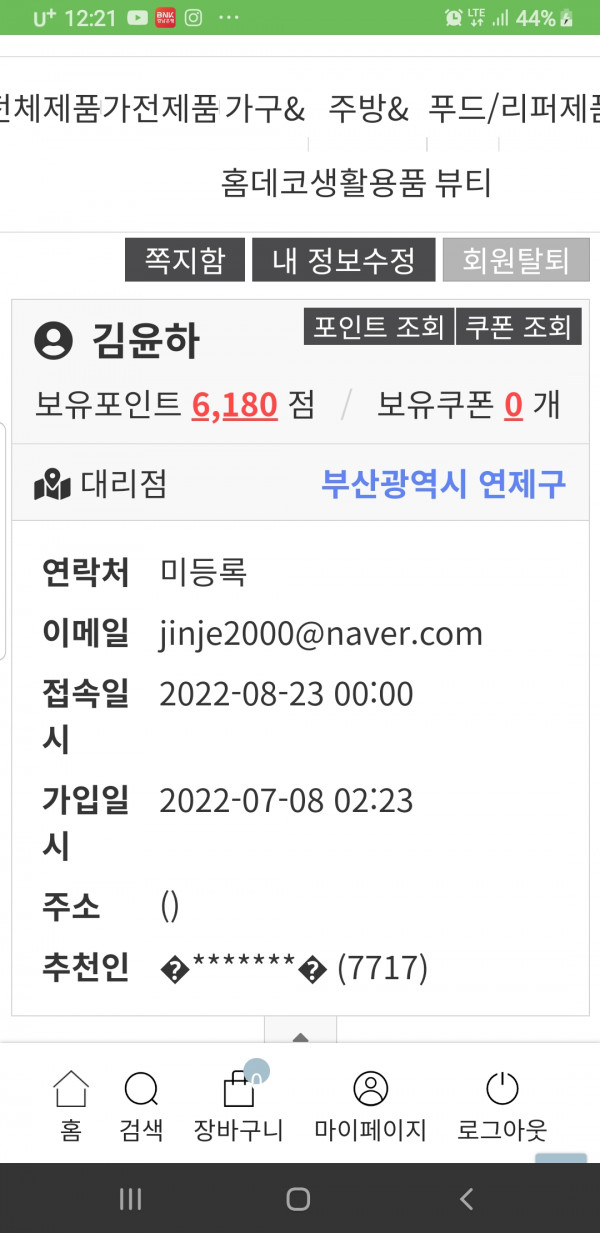 U+ 12:21 BNK 경남은행 ··· LTE 44%
전체제품 가전제품 가구& 주방& 푸드/ 리퍼제품
홈데코 생활용품 뷰티
쪽지함 내 정보수정 회원탈퇴
김윤하 포인트 조회 쿠폰 조회
보유포인트 6,180 점 / 보유쿠폰 0 개
대리점 부산광역시 연제구
연락처 미등록
이메일 jinje2000@naver.com
접속일 2022-08-23 00:00
시
가입일 2022-07-08 02:23
시
주소 ()
추천인 �*******� (7717)
0
홈 검색 장바구니 마이페이지 로그아웃